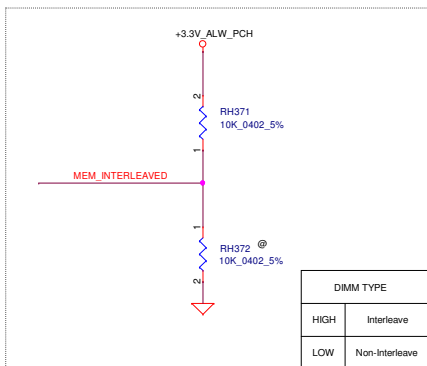 +3.3V_ALW_PCH
2
RH371
10K_0402_5%
1
MEM_INTERLEAVED
1
RH372 @
10K_0402_5%
2
DIMM TYPE
HIGH Interleave
LOW Non-Interleave